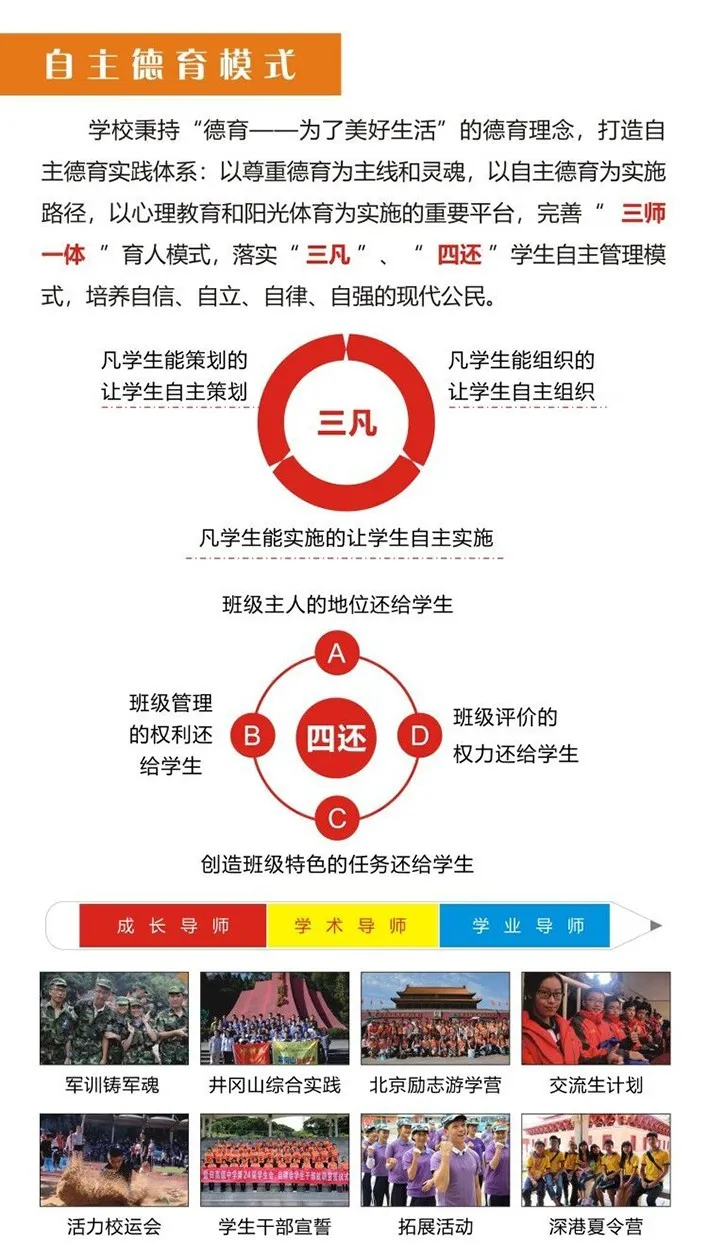 自主德育模式
学校秉持“德育——为了美好生活”的德育理念，打造自
主德育实践体系：以尊重德育为主线和灵魂，以自主德育为实施
路径，以心理教育和阳光体育为实施的重要平台，完善“ 三师
一体 ”育人模式，落实“三凡”、“ 四还”学生自主管理模
式，培养自信、自立、自律、自强的现代公民。
凡学生能策划的
让学生自主策划
凡学生能组织的
让学生自主组织
三凡
凡学生能实施的让学生自主实施
班级主人的地位还给学生
A
班级管理
的权利还
给学生
B
四还
D
班级评价的
权力还给学生
C
创造班级特色的任务还给学生
成长导师 学术导师 学业导师
军训铸军魂 井冈山综合实践 北京励志游学营 交流生计划
活力校运会 学生干部宣誓 拓展活动 深港夏令营